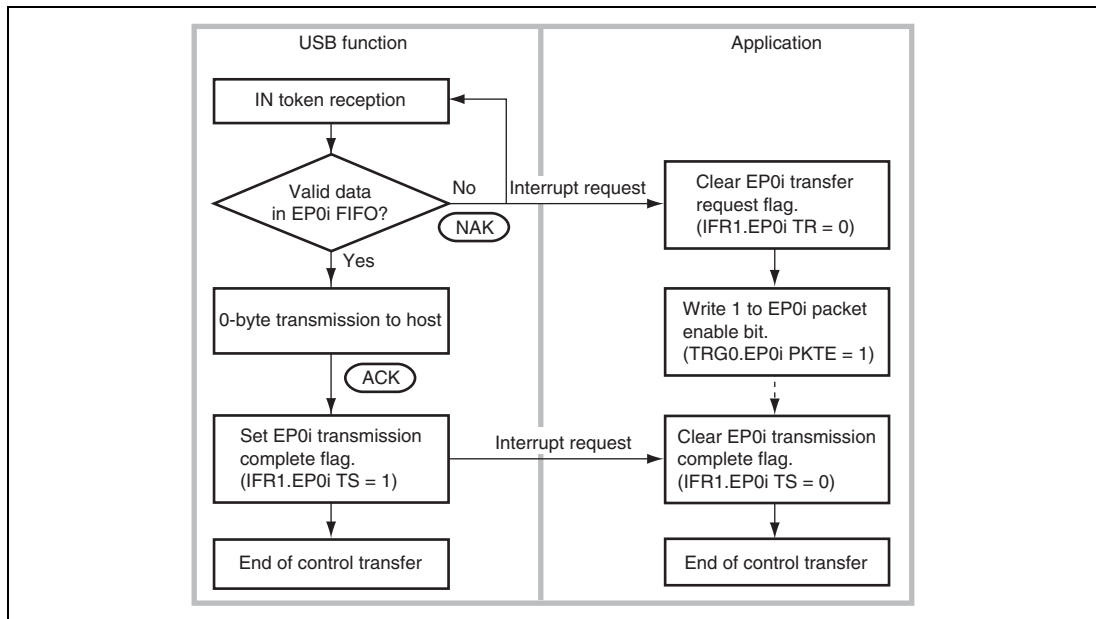 USB function
Application
IN token reception
Valid data
in EP0i FIFO?
No
Interrupt request
NAK
Yes
Clear EP0i transfer
request flag.
(IFR1.EP0i TR = 0)
0-byte transmission to host
Write 1 to EP0i packet
enable bit.
(TRG0.EP0i PKTE = 1)
ACK
Set EP0i transmission
complete flag.
(IFR1.EP0i TS = 1)
Interrupt request
Clear EP0i transmission
complete flag.
(IFR1.EP0i TS = 0)
End of control transfer
End of control transfer